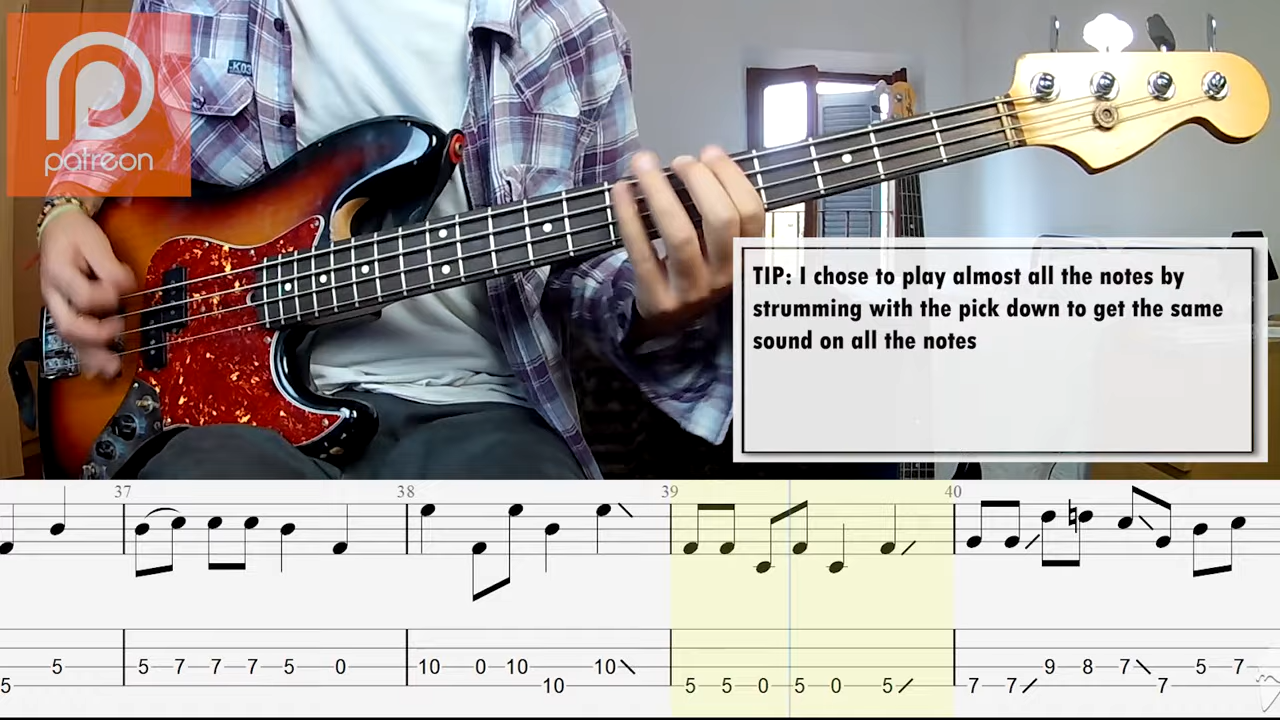 K03
patreon
TIP: I chose to play almost all the notes by
strumming with the pick down to get the same
sound on all the notes
37 38 39 40
5 5 7 7 7 5 0 10 0 10 10 9 8 7 5 7
5 10 5 5 0 5 0 5 7 7 7